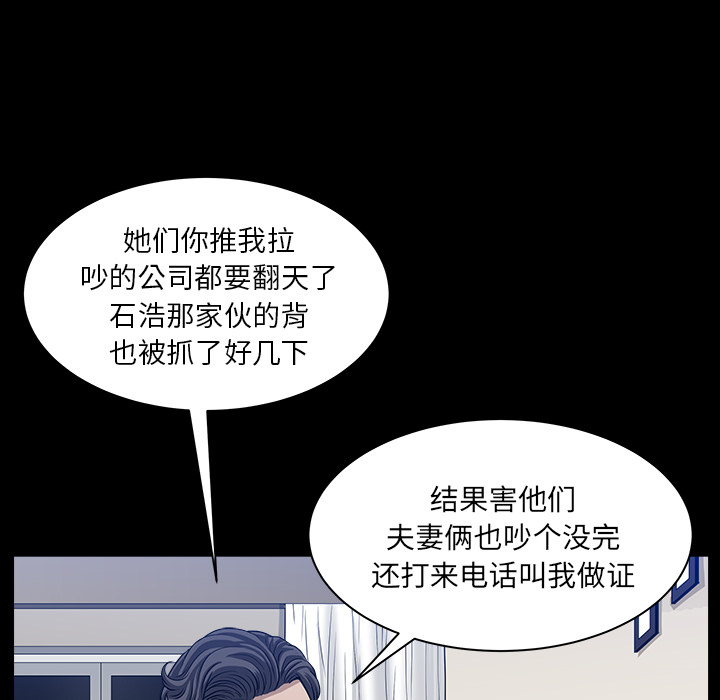 她们你推我拉
吵的公司都要翻天了
石浩那家伙的背
也被抓了好几下
结果害他们
夫妻俩也吵个没完
还打来电话叫我做证